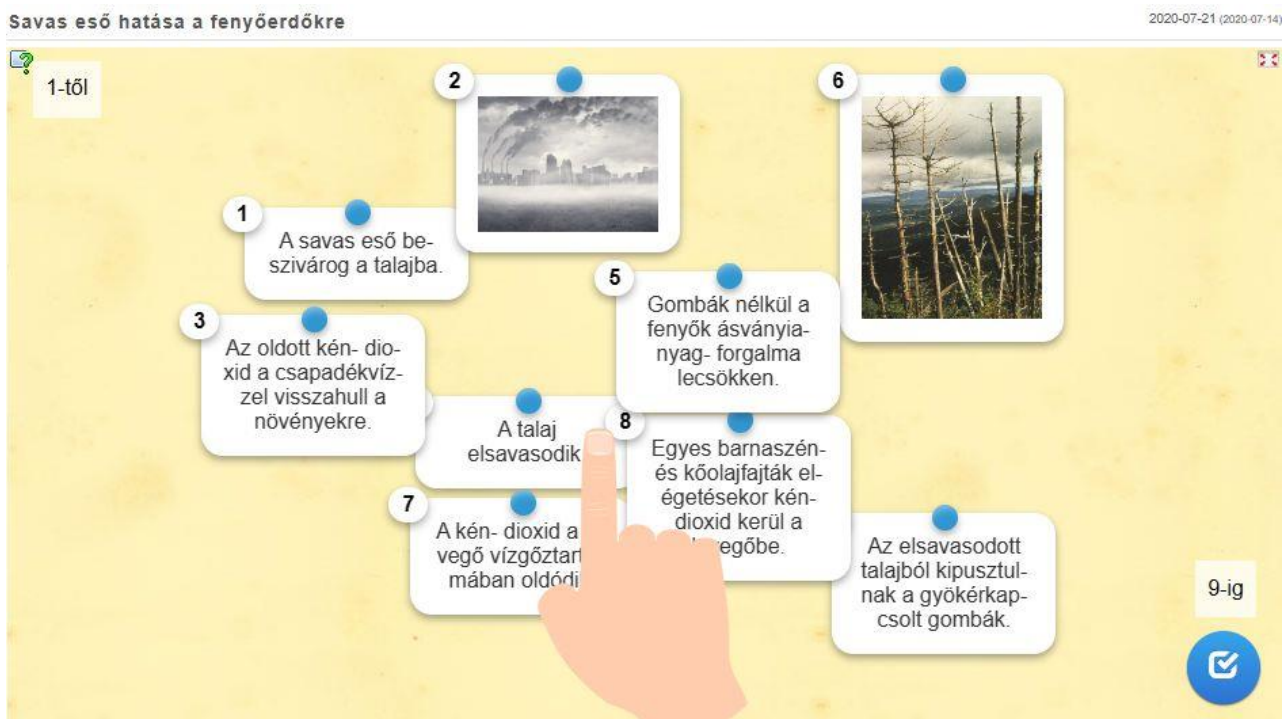 Savas eső hatása a fenyőerdőkre
2020-07-21 (2020-07-14)
1-től
2
6
1
A savas eső be-
szivárog a talajba.
5
Gombák nélkül a
fenyők ásványia-
nyag- forgalma
lecsökken.
3
Az oldott kén- dio-
xid a csapadékvíz-
zel visszahull a
növényekre.
A talaj
elsavasodik
8
Egyes barnaszén-
és kőolajfajták el-
égetésekor kén-
dioxid kerül a
7
A kén- dioxid a
mában
Az elsavasodott
talajból kipusztul-
nak a gyökérkap-
csolt gombák.
9-ig